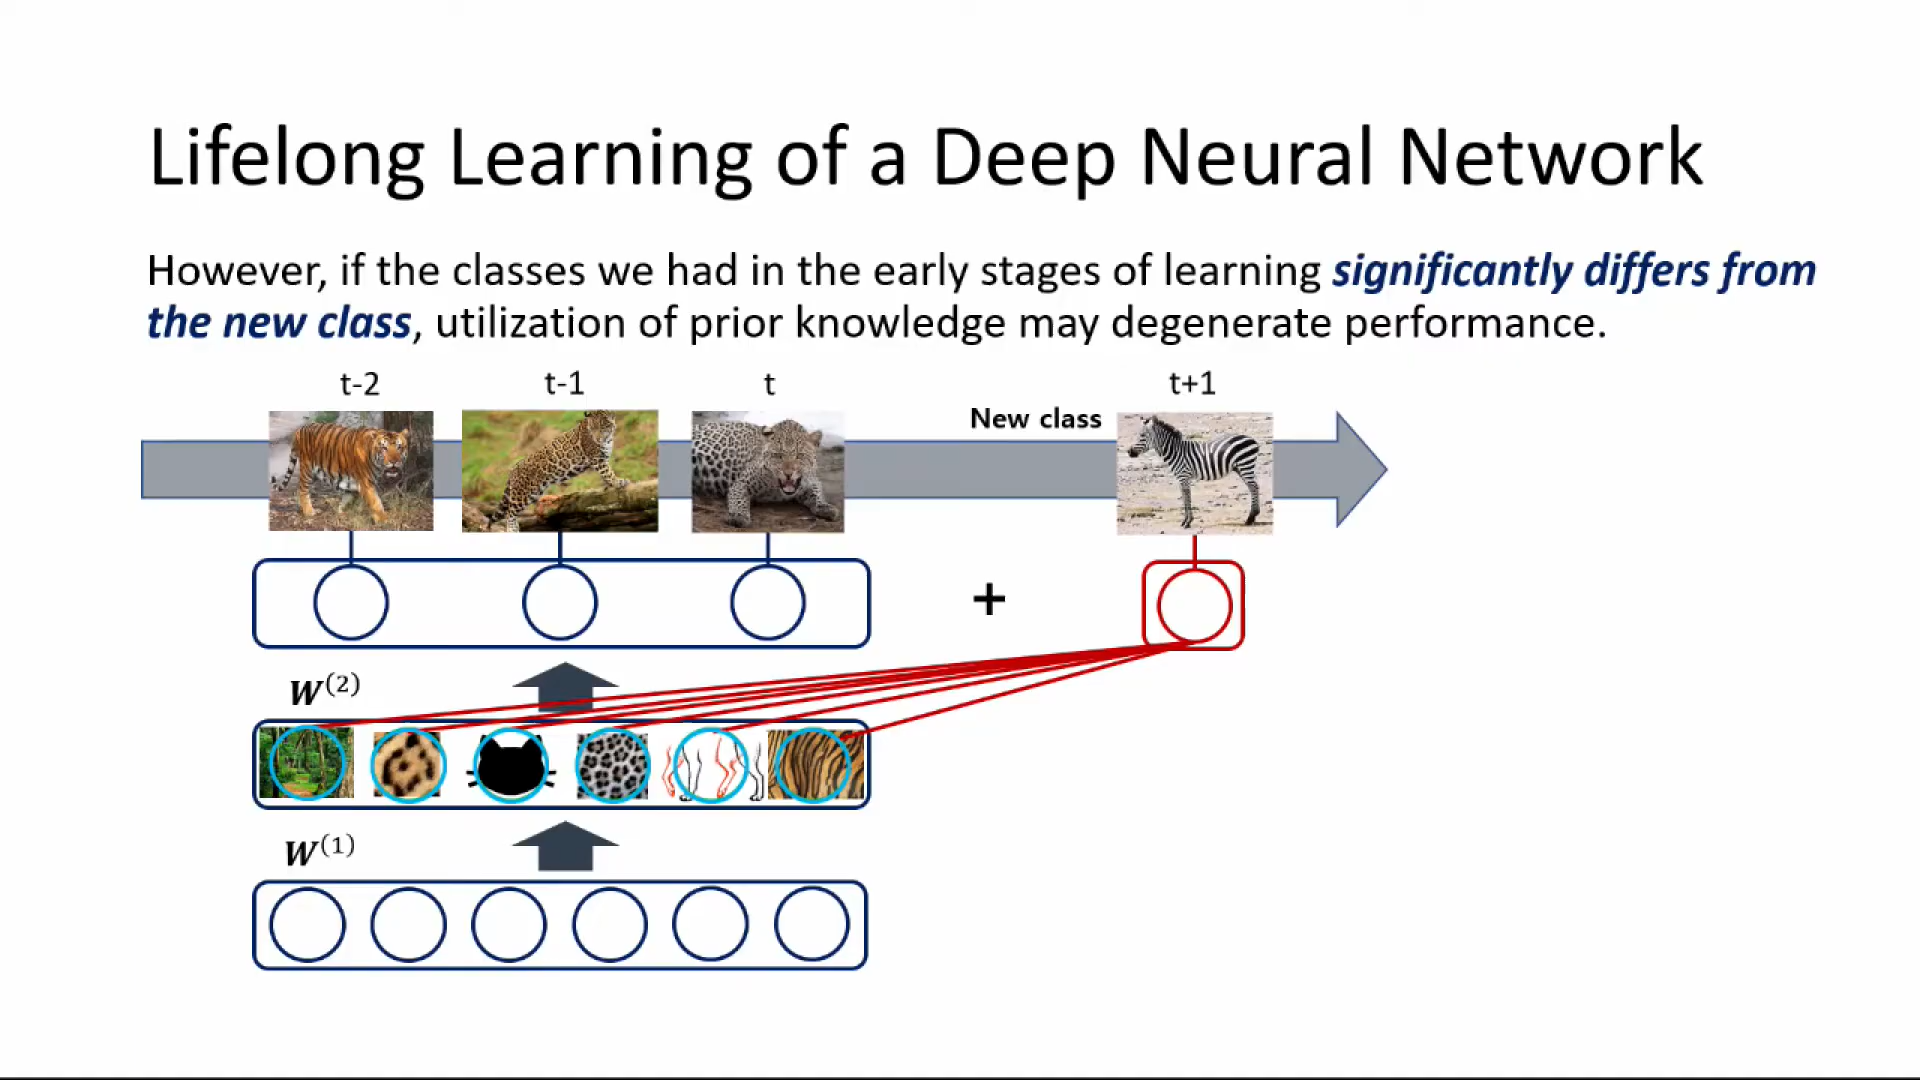 Lifelong Learning of a Deep Neural Network
However, if the classes we had in the early stages of learning significantly differs from
the new class, utilization of prior knowledge may degenerate performance.
t-2 t-1 t t+1
New class
+
W^(2)
W^(1)